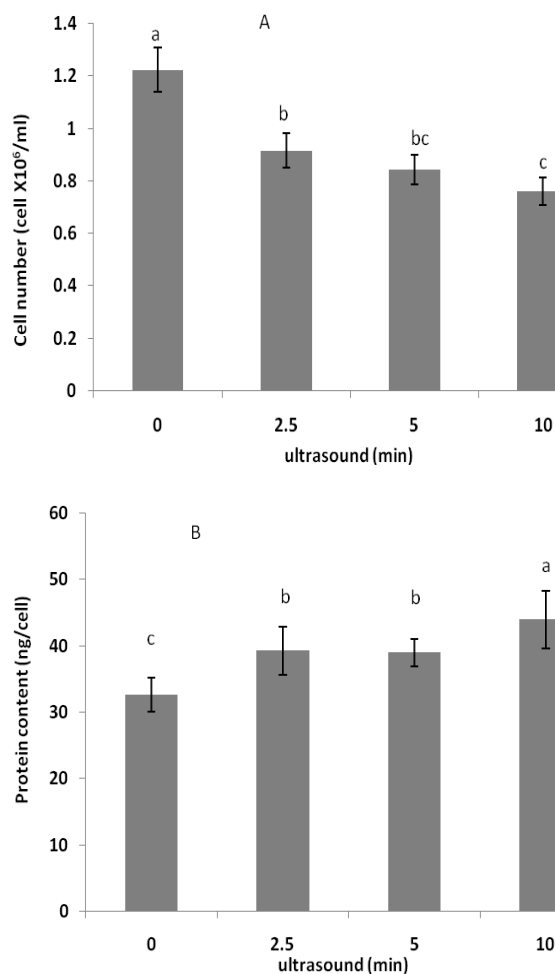 A
Cell number (cell X10⁶/ml)
1.4
1.2
1
0.8
0.6
0.4
0.2
0
a
b
bc
c
0 2.5 5 10
ultrasound (min)
B
Protein content (ng/cell)
60
50
40
30
20
10
0
c
b
b
a
0 2.5 5 10
ultrasound (min)